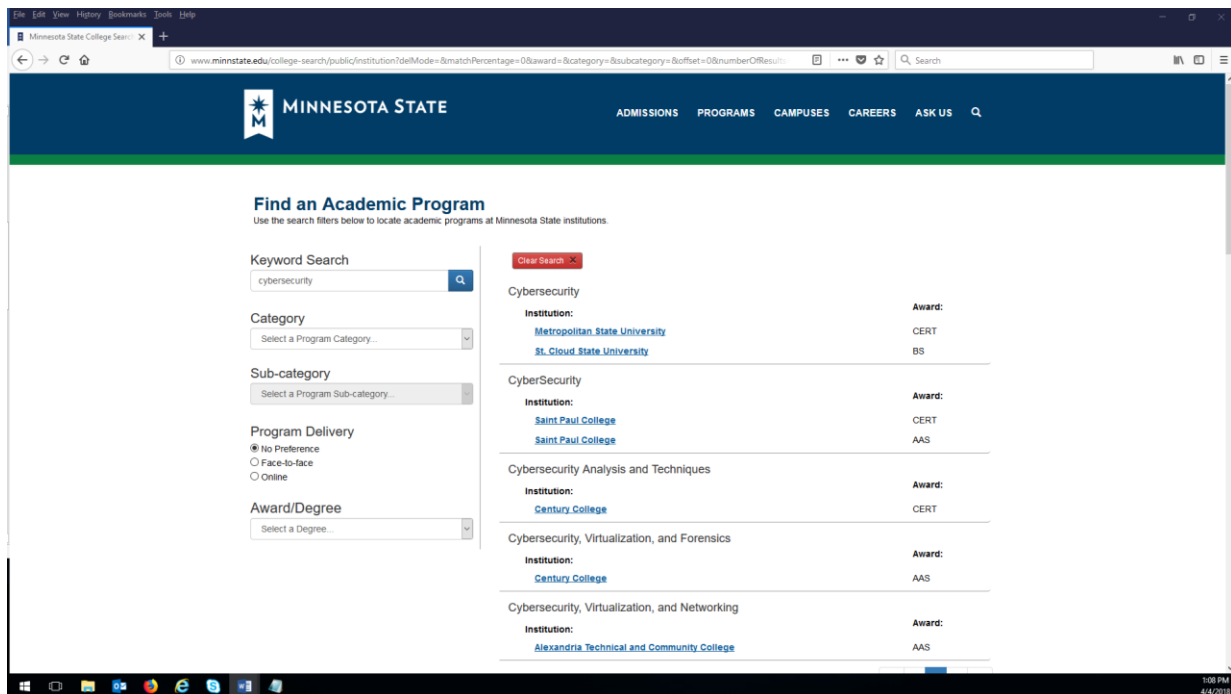 File Edit View History Bookmarks Tools Help
Minnesota State College Search
www.minnstate.edu/college-search/public/institution?delMode=&matchPercentage=0&award=&category=&subcategory=&offset=0&numberOfResults
Search
MINNESOTA STATE
ADMISSIONS PROGRAMS CAMPUSES CAREERS ASK US
Find an Academic Program
Use the search filters below to locate academic programs at Minnesota State institutions.
Keyword Search
cybersecurity
Category
Select a Program Category...
Sub-category
Select a Program Sub-category...
Program Delivery
No Preference
Face-to-face
Online
Award/Degree
Select a Degree...
Clear Search X
Cybersecurity
Institution: Award:
Metropolitan State University CERT
St. Cloud State University BS
CyberSecurity
Institution: Award:
Saint Paul College CERT
Saint Paul College AAS
Cybersecurity Analysis and Techniques
Institution: Award:
Century College CERT
Cybersecurity, Virtualization, and Forensics
Institution: Award:
Century College AAS
Cybersecurity, Virtualization, and Networking
Institution: Award:
Alexandria Technical and Community College AAS
1:08 PM
4/4/2018